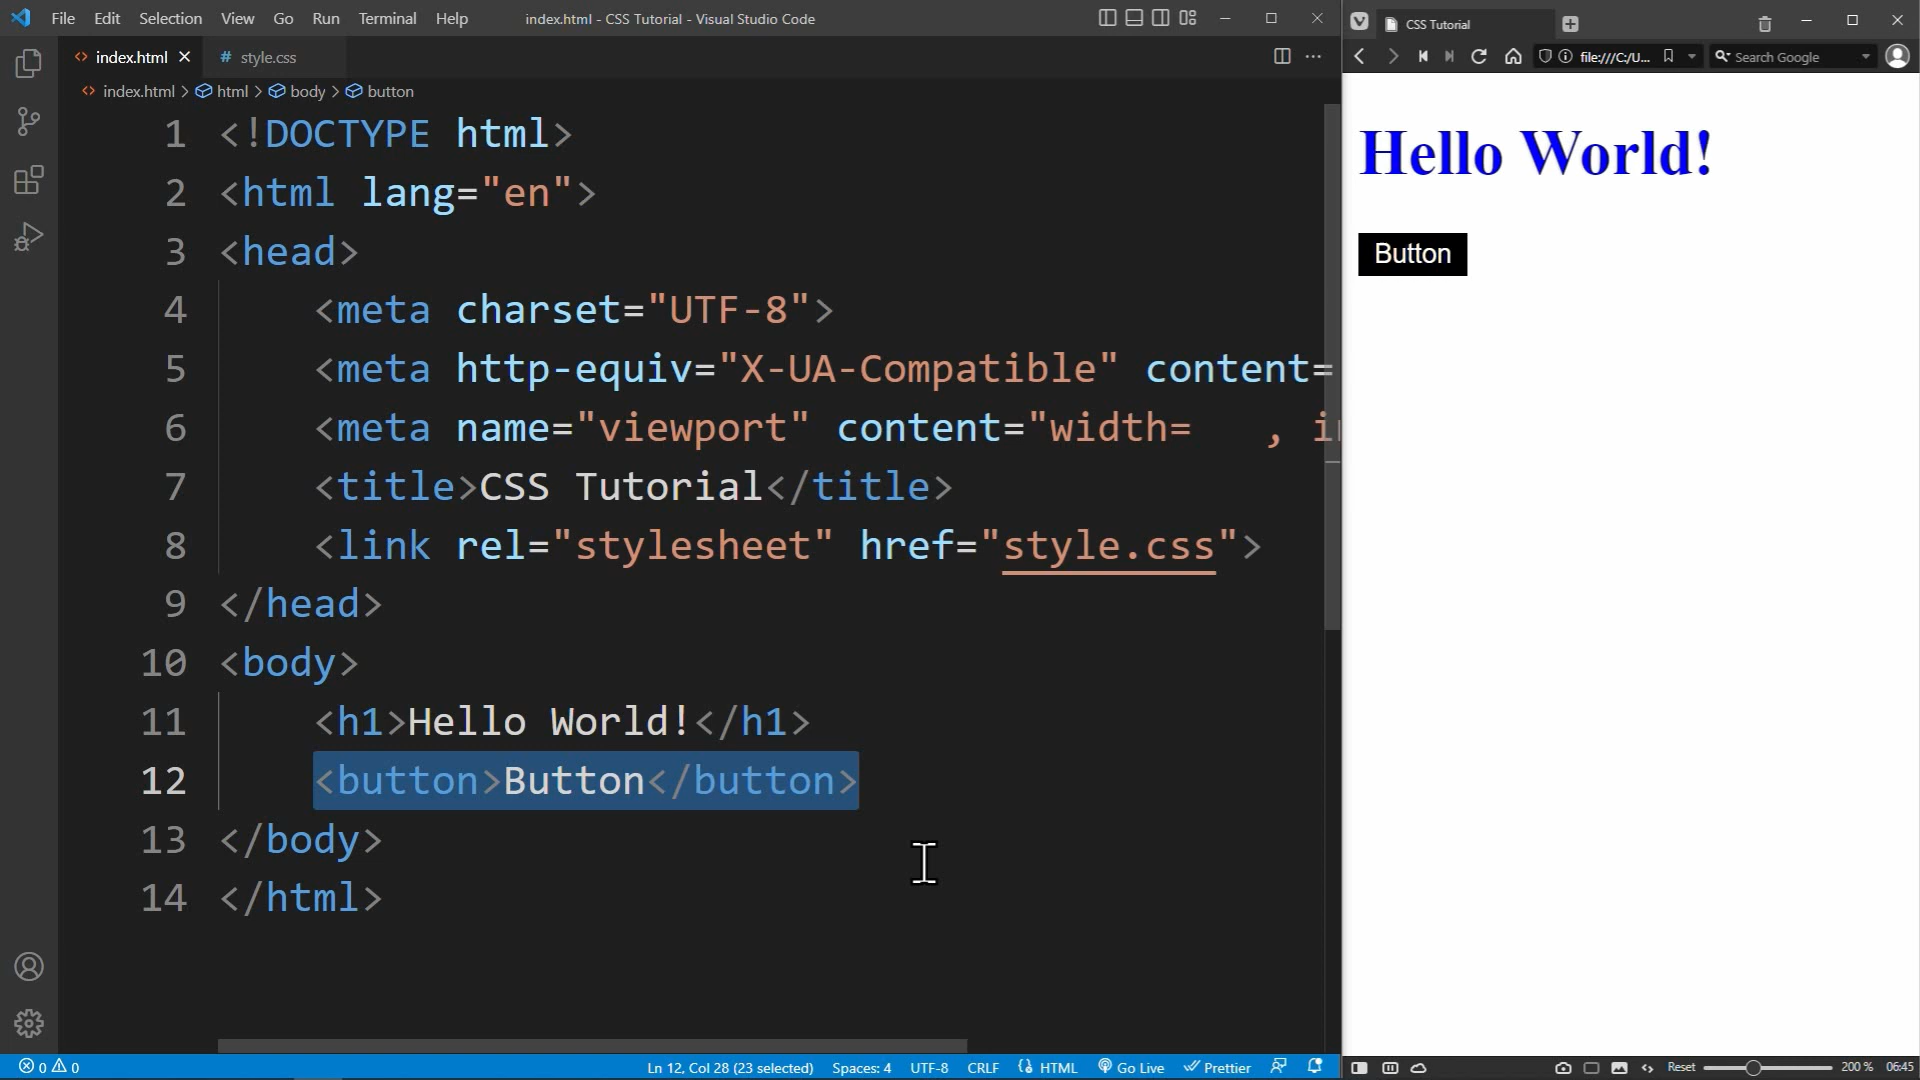 File Edit Selection View Go Run Terminal Help
index.html - CSS Tutorial - Visual Studio Code
index.html
# style.css
index.html > html > body > button
1 <!DOCTYPE html>
2 <html lang="en">
3 <head>
4 <meta charset="UTF-8">
5 <meta http-equiv="X-UA-Compatible" content=
6 <meta name="viewport" content="width= ,
7 <title>CSS Tutorial</title>
8 <link rel="stylesheet" href="style.css">
9 </head>
10 <body>
11 <h1>Hello World!</h1>
12 <button>Button</button>
13 </body>
14 </html>
0 0
Ln 12, Col 28 (23 selected) Spaces: 4 UTF-8 CRLF HTML Go Live Prettier
CSS Tutorial
file:///C:/U... Search Google
Hello World!
Button
Reset 200 % 06:45